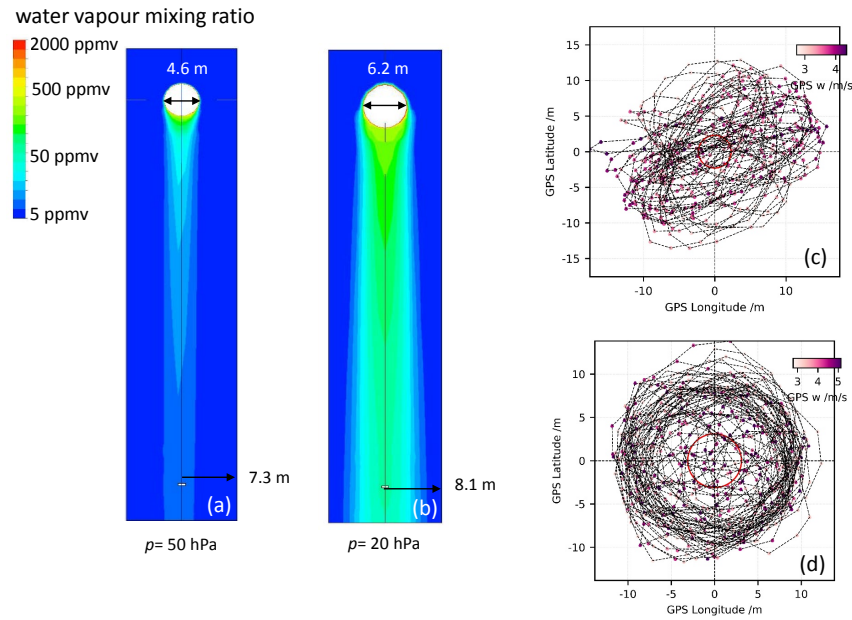 water vapour mixing ratio
2000 ppmv
500 ppmv
50 ppmv
5 ppmv
4.6 m
7.3 m
(a)
p= 50 hPa
6.2 m
8.1 m
(b)
p= 20 hPa
15
10
5
0
-5
-10
-15
GPS Latitude /m
-10
0
10
GPS Longitude /m
3
4
GPS w /m/s
(c)
10
5
0
-5
-10
GPS Latitude /m
-10
-5
0
5
10
GPS Longitude /m
3
4
5
GPS w /m/s
(d)